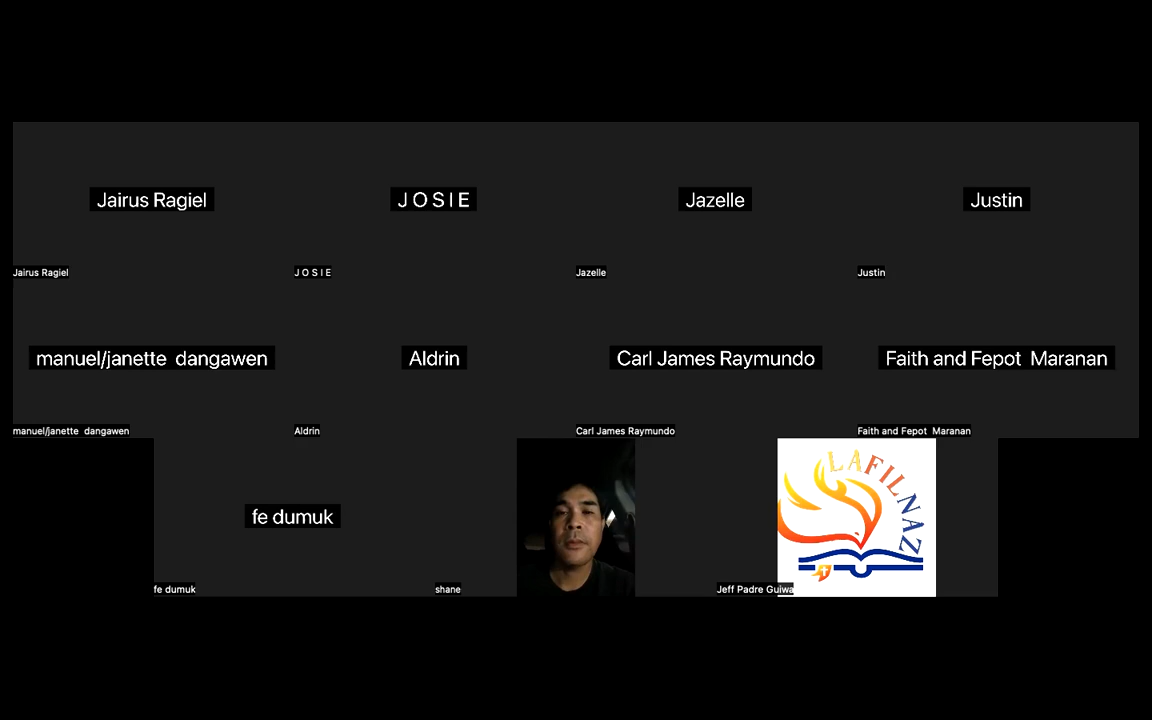 Jairus Ragiel
J O S I E
Jazelle
Justin
Jairus Ragiel
J O S I E
Jazelle
Justin
manuel/janette  dangawen
Aldrin
Carl James Raymundo
Faith and Fepot  Maranan
manuel/janette  dangawen
Aldrin
Carl James Raymundo
Faith and Fepot  Maranan
fe dumuk
LAFILNAZ
fe dumuk
shane
Jeff Padre Guiwa